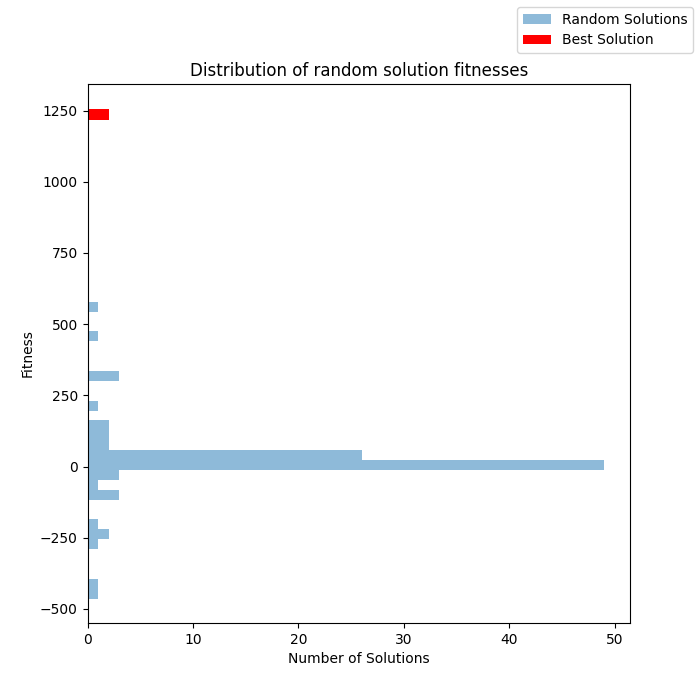 Random Solutions
Best Solution
Distribution of random solution fitnesses
1250
1000
750
500
250
0
−250
−500
Fitness
0 10 20 30 40 50
Number of Solutions